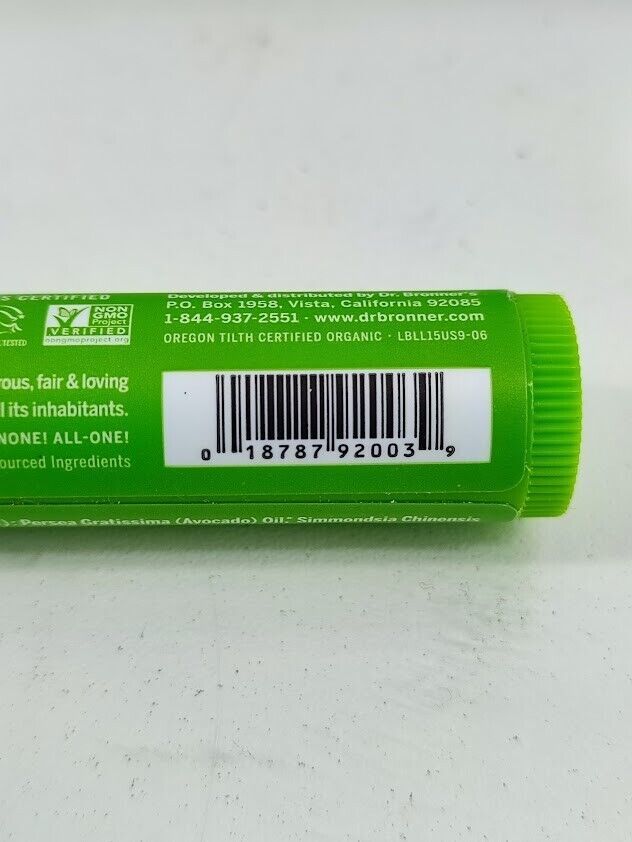 S CERTIFIED
TESTED
NON
GMO
Project
VERIFIED
nongmoproject.org
Developed & distributed by Dr. Bronner's
P.O. Box 1958, Vista, California 92085
1-844-937-2551 · www.drbronner.com
OREGON TILTH CERTIFIED ORGANIC · LBLL15US9-06
rous, fair & loving
l its inhabitants.
NONE! ALL-ONE!
ourced Ingredients
0 18787 92003 9
Persea Gratissima (Avocado) Oil,* Simmondsia Chinensis